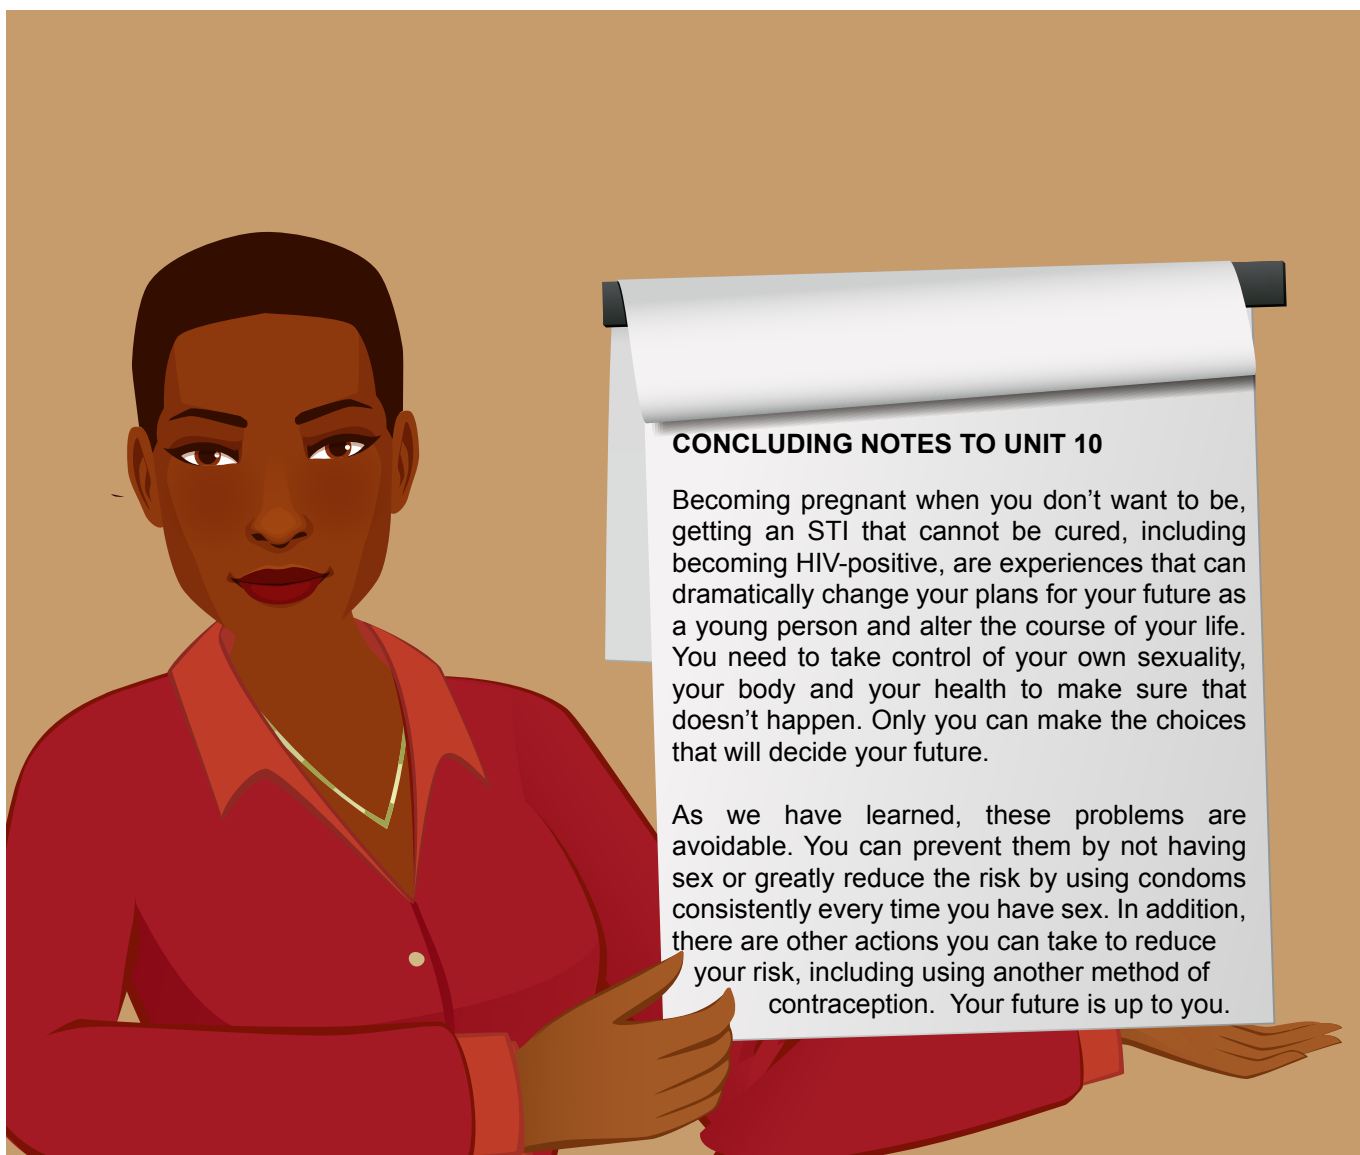 CONCLUDING NOTES TO UNIT 10
Becoming pregnant when you don’t want to be,
getting an STI that cannot be cured, including
becoming HIV-positive, are experiences that can
dramatically change your plans for your future as
a young person and alter the course of your life.
You need to take control of your own sexuality,
your body and your health to make sure that
doesn’t happen. Only you can make the choices
that will decide your future.
As we have learned, these problems are
avoidable. You can prevent them by not having
sex or greatly reduce the risk by using condoms
consistently every time you have sex. In addition,
there are other actions you can take to reduce
your risk, including using another method of
contraception.  Your future is up to you.